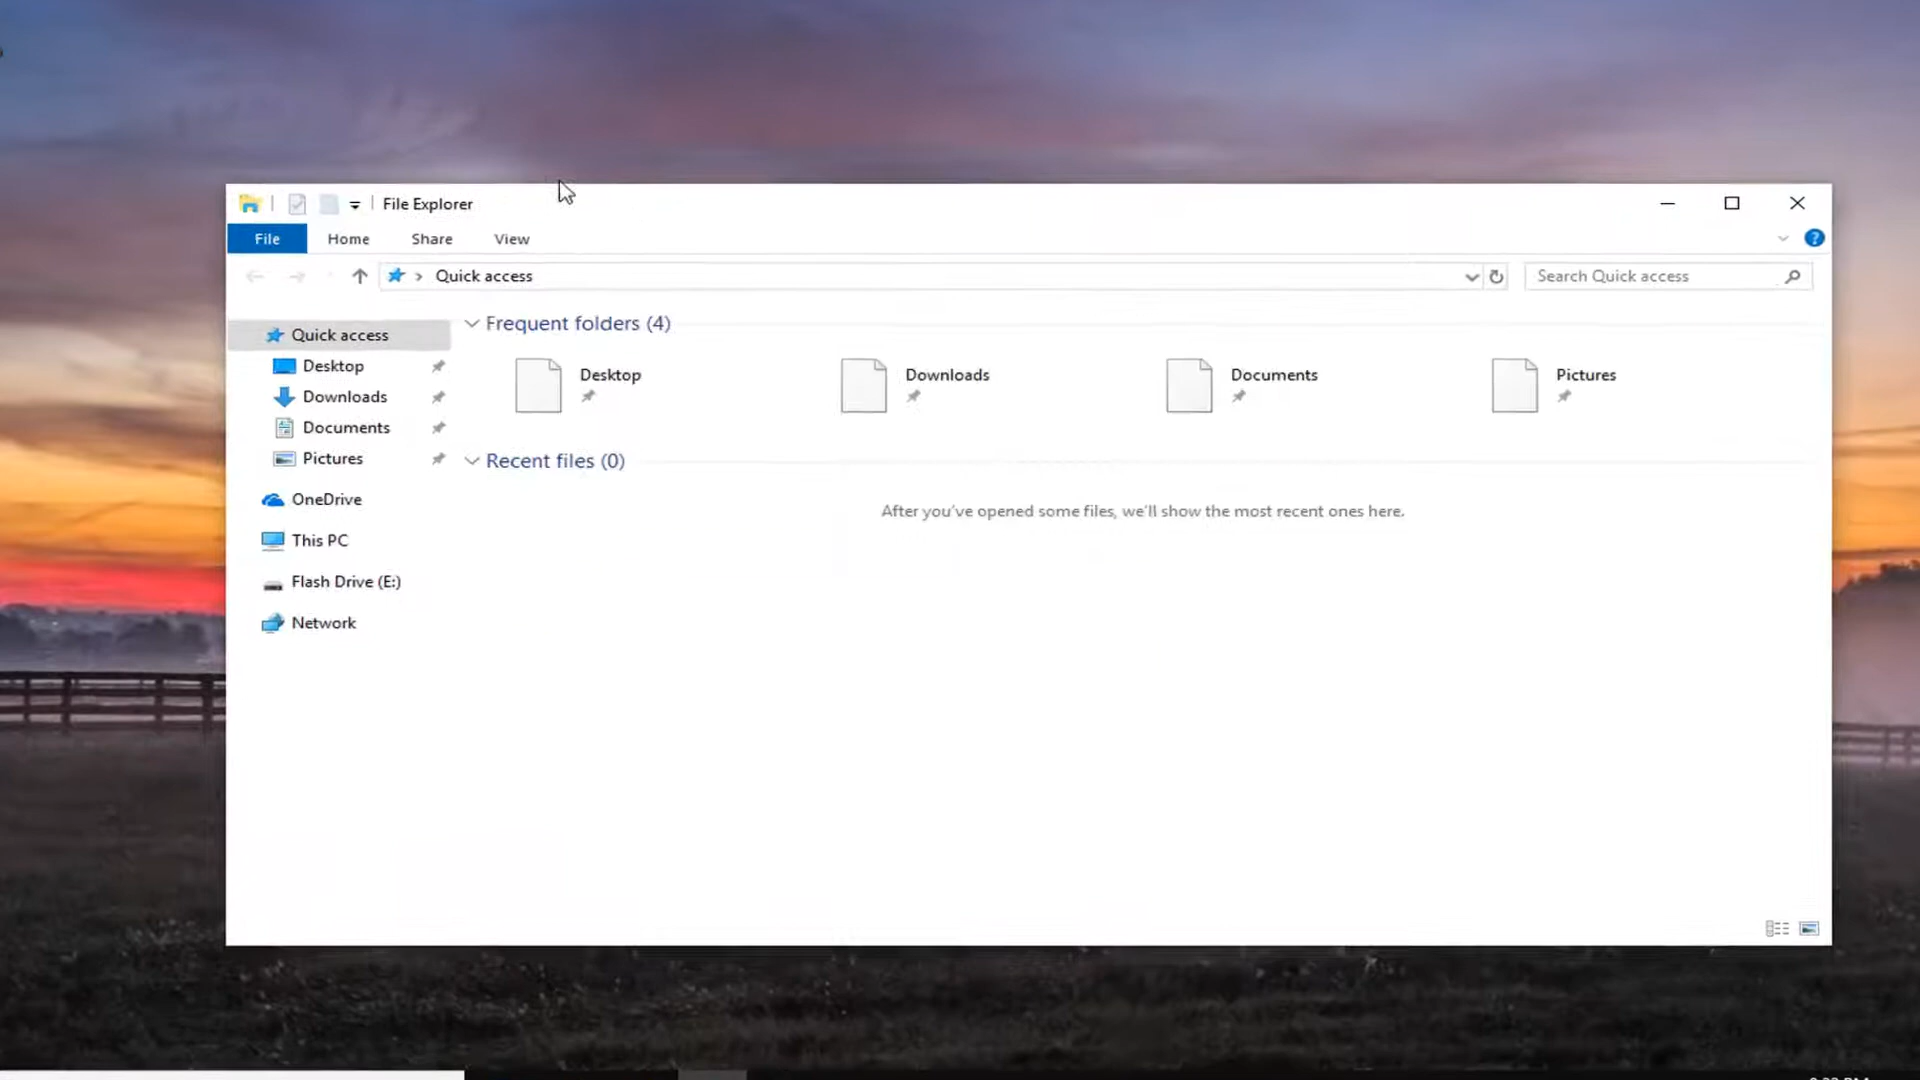 File Explorer
File Home Share View
Quick access
Search Quick access
Quick access
Desktop
Downloads
Documents
Pictures
OneDrive
This PC
Flash Drive (E:)
Network
Frequent folders (4)
Desktop
Downloads
Documents
Pictures
Recent files (0)
After you've opened some files, we'll show the most recent ones here.